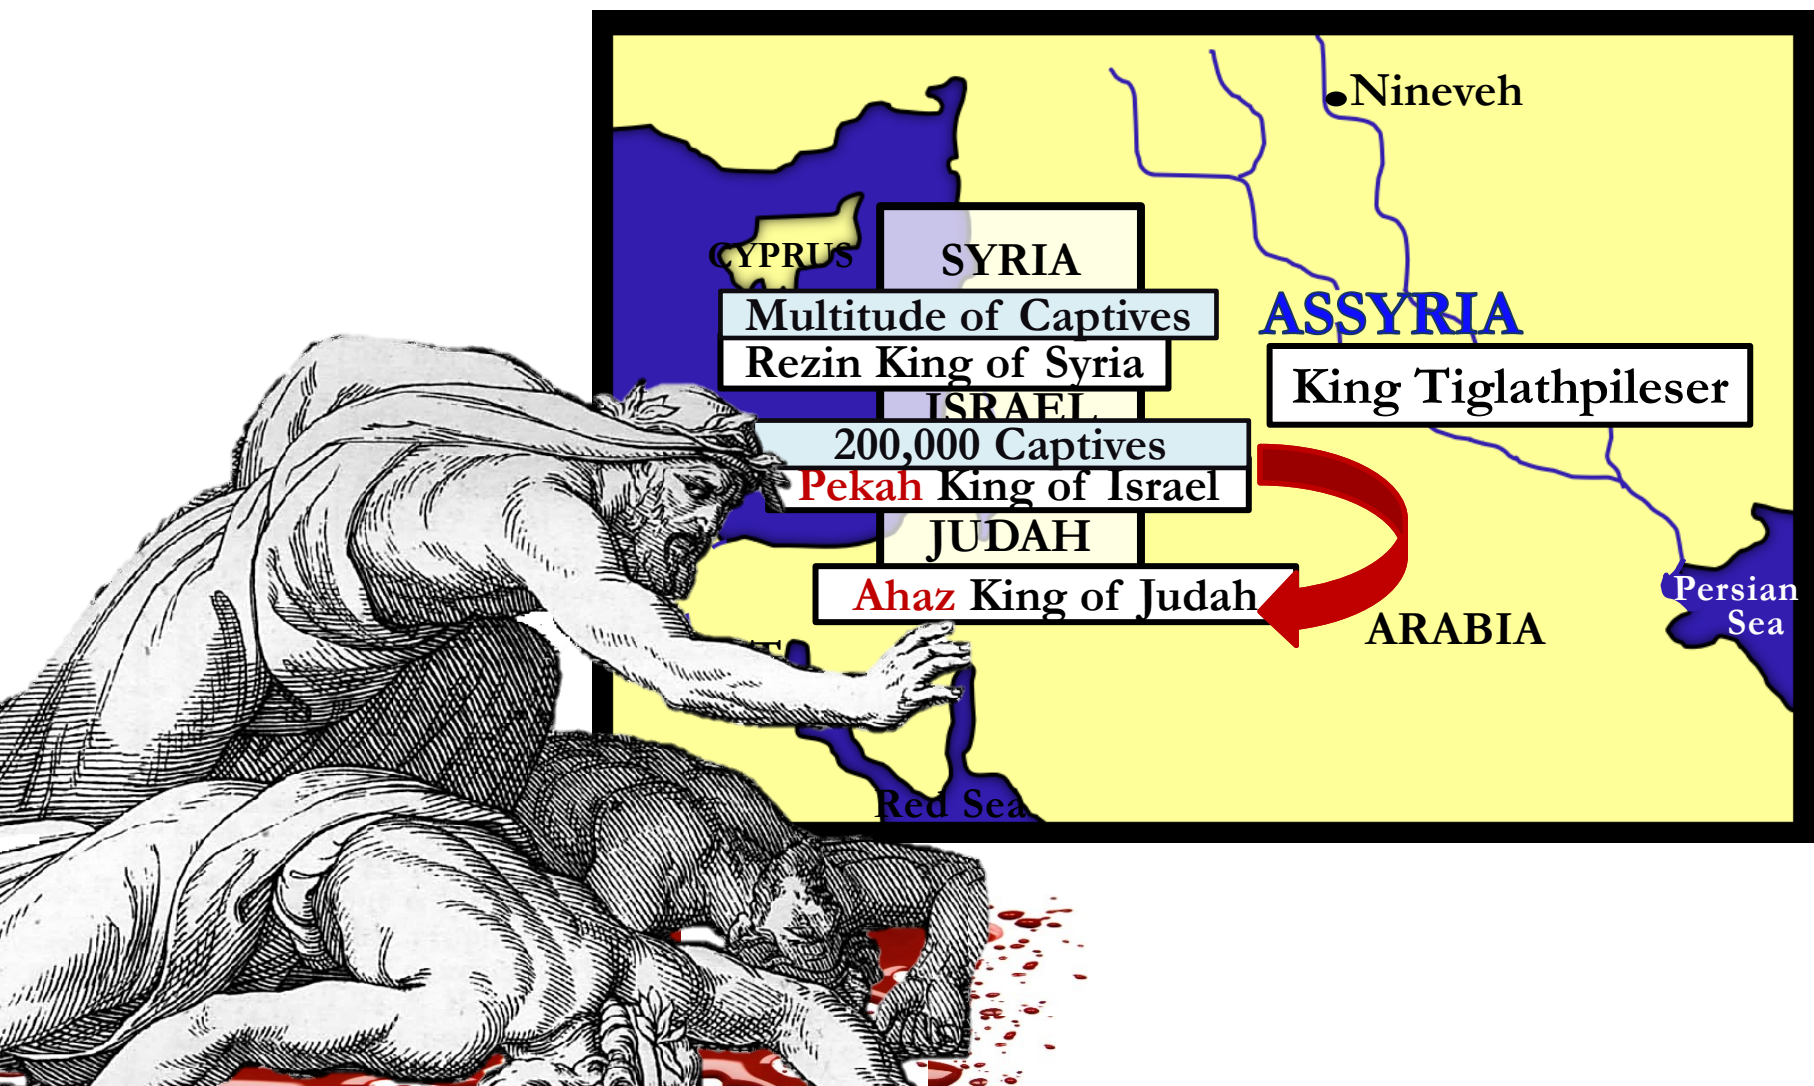 Nineveh
CYPRUS
SYRIA
Multitude of Captives
ASSYRIA
Rezin King of Syria
King Tiglathpileser
ISRAEL
200,000 Captives
Pekah King of Israel
JUDAH
Ahaz King of Judah
Persian
Sea
ARABIA
Red Sea